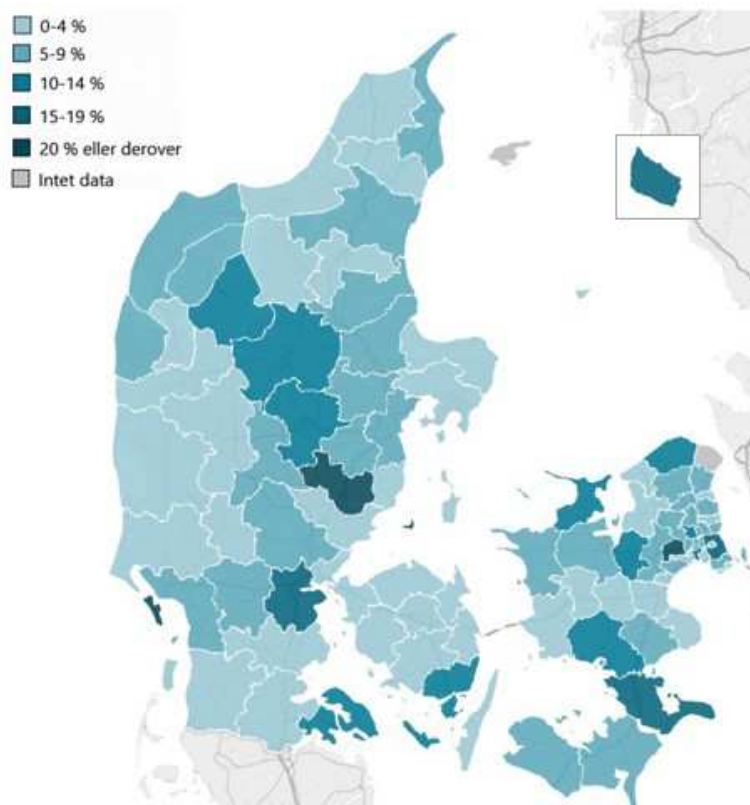 0-4 %
5-9 %
10-14 %
15-19 %
20 % eller derover
Intet data